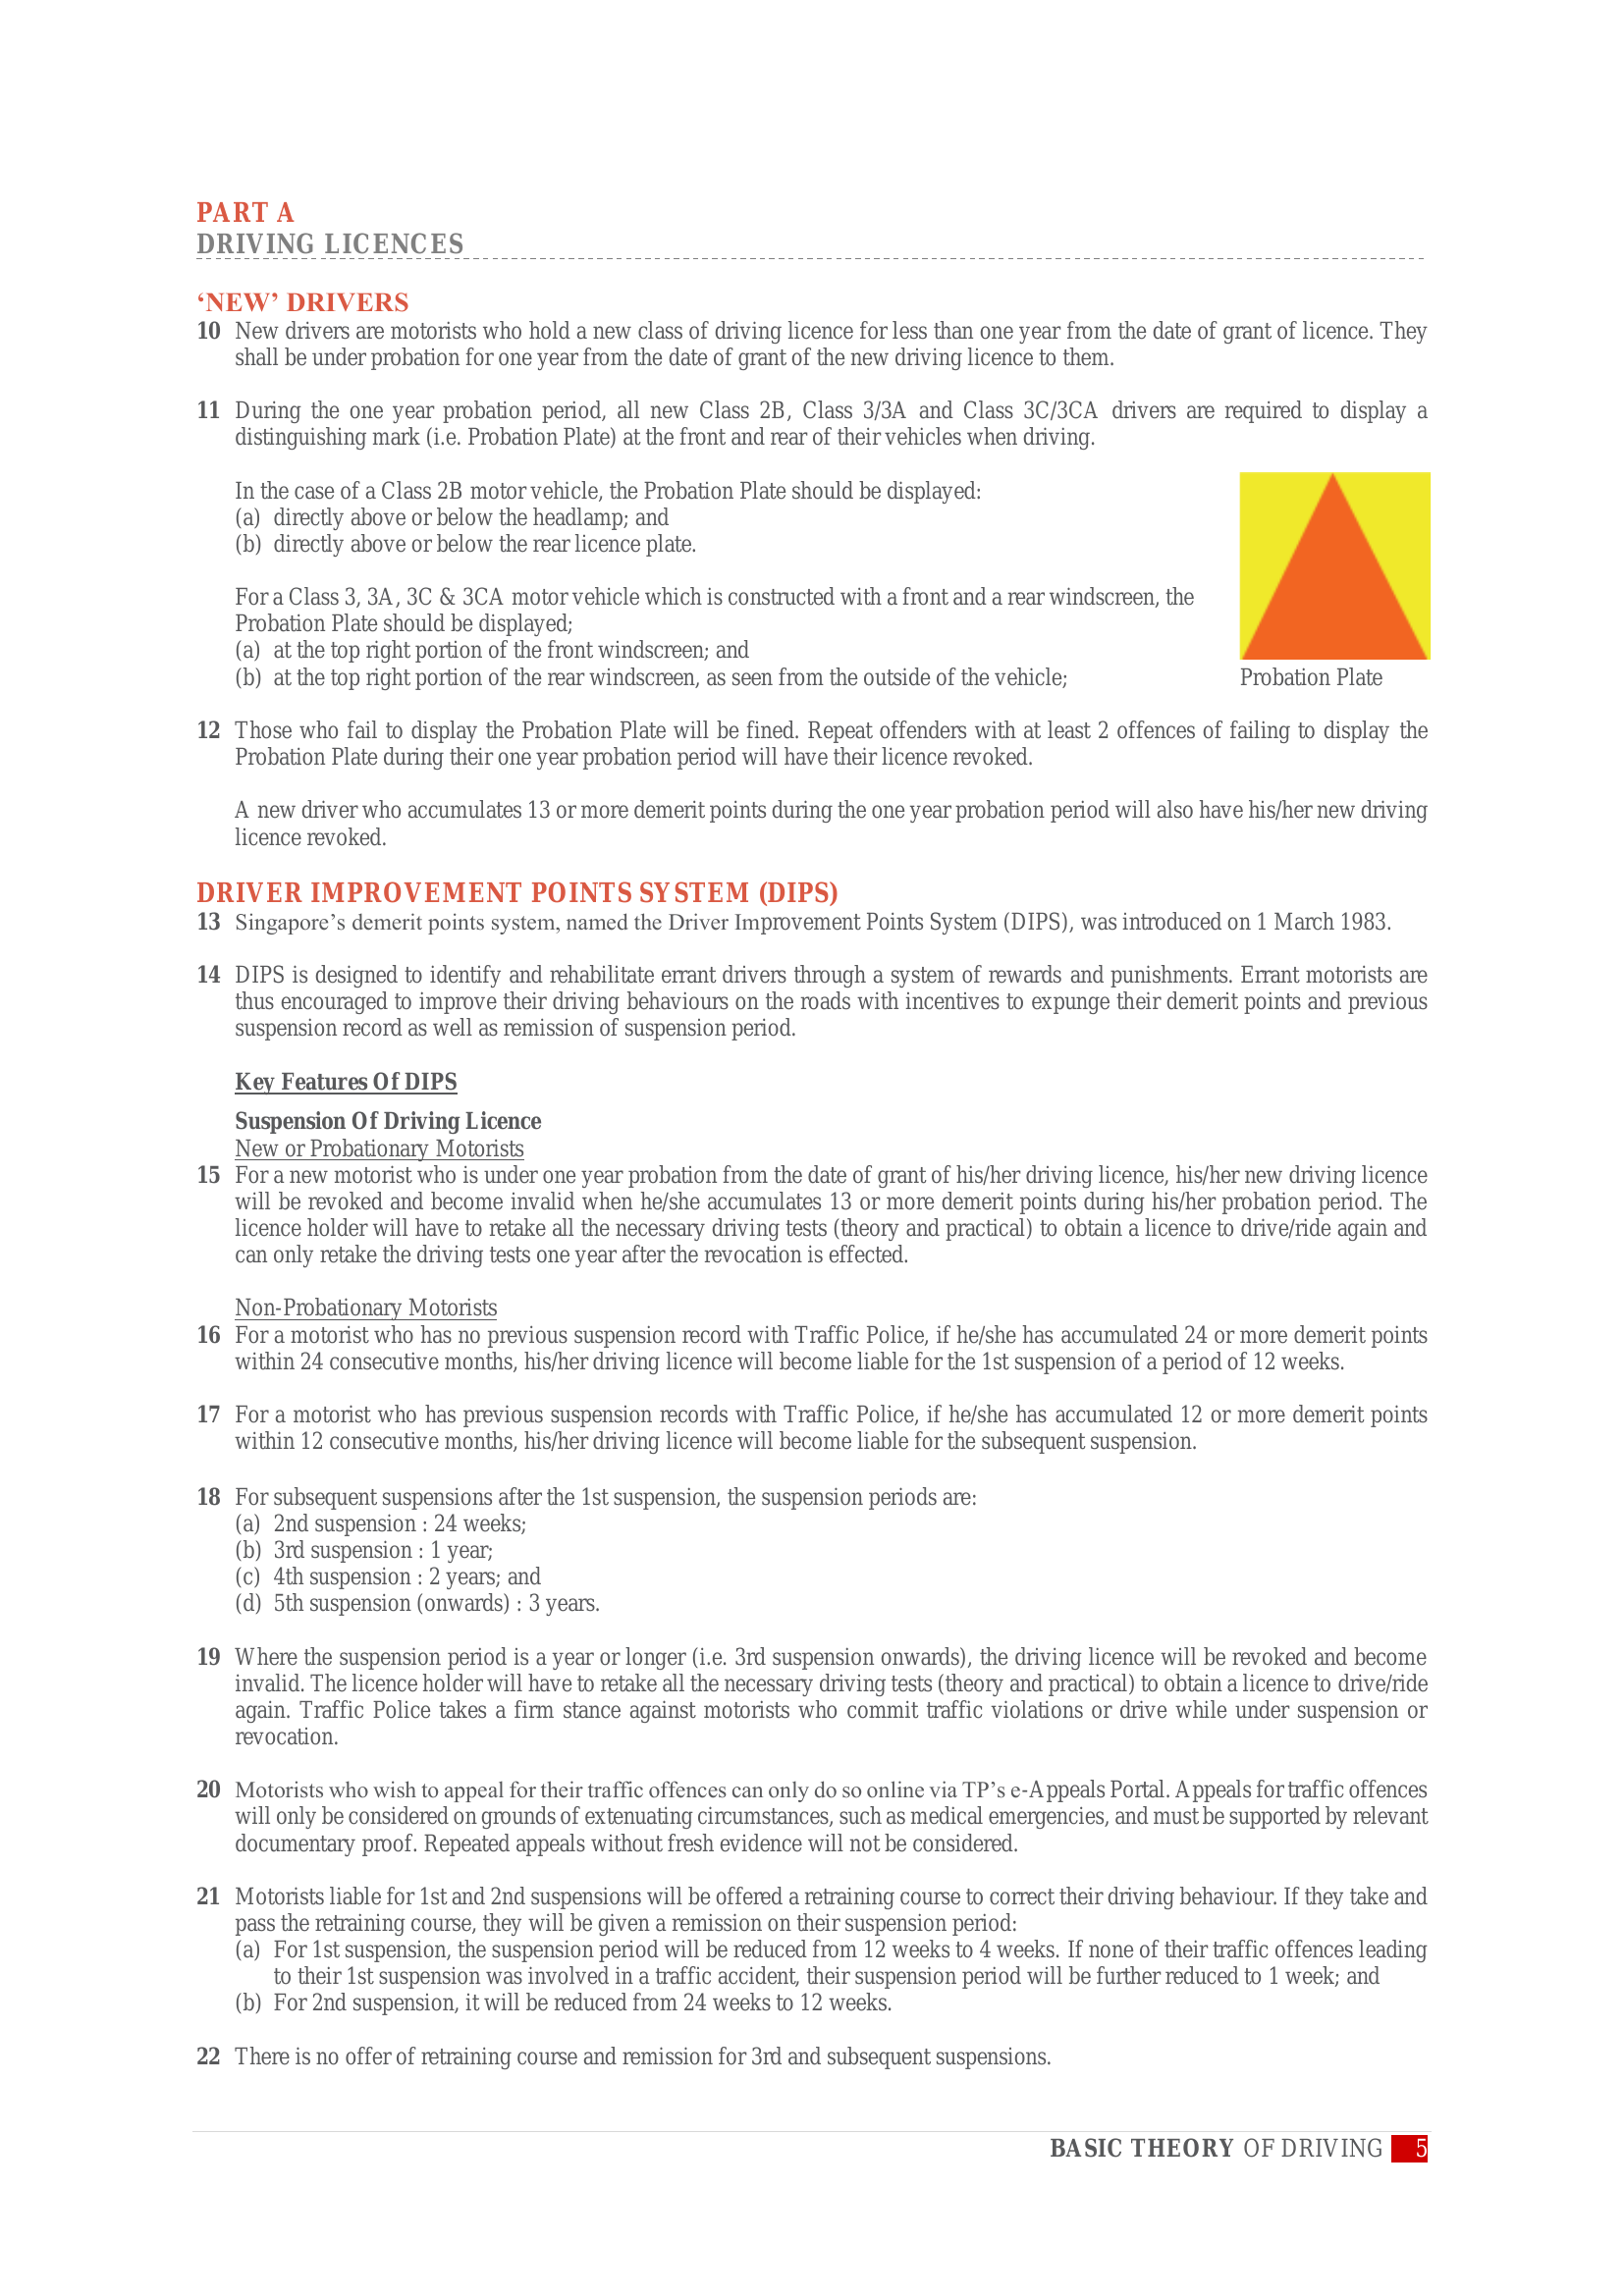 PART A
DRIVING LICENCES
‘NEW’ DRIVERS
10 New drivers are motorists who hold a new class of driving licence for less than one year from the date of grant of licence. They
shall be under probation for one year from the date of grant of the new driving licence to them.
11 During the one year probation period, all new Class 2B, Class 3/3A and Class 3C/3CA drivers are required to display a
distinguishing mark (i.e. Probation Plate) at the front and rear of their vehicles when driving.
In the case of a Class 2B motor vehicle, the Probation Plate should be displayed:
(a) directly above or below the headlamp; and
(b) directly above or below the rear licence plate.
For a Class 3, 3A, 3C & 3CA motor vehicle which is constructed with a front and a rear windscreen, the
Probation Plate should be displayed;
(a) at the top right portion of the front windscreen; and
(b) at the top right portion of the rear windscreen, as seen from the outside of the vehicle;
Probation Plate
12 Those who fail to display the Probation Plate will be fined. Repeat offenders with at least 2 offences of failing to display the
Probation Plate during their one year probation period will have their licence revoked.
A new driver who accumulates 13 or more demerit points during the one year probation period will also have his/her new driving
licence revoked.
DRIVER IMPROVEMENT POINTS SYSTEM (DIPS)
13 Singapore’s demerit points system, named the Driver Improvement Points System (DIPS), was introduced on 1 March 1983.
14 DIPS is designed to identify and rehabilitate errant drivers through a system of rewards and punishments. Errant motorists are
thus encouraged to improve their driving behaviours on the roads with incentives to expunge their demerit points and previous
suspension record as well as remission of suspension period.
Key Features Of DIPS
Suspension Of Driving Licence
New or Probationary Motorists
15 For a new motorist who is under one year probation from the date of grant of his/her driving licence, his/her new driving licence
will be revoked and become invalid when he/she accumulates 13 or more demerit points during his/her probation period. The
licence holder will have to retake all the necessary driving tests (theory and practical) to obtain a licence to drive/ride again and
can only retake the driving tests one year after the revocation is effected.
Non-Probationary Motorists
16 For a motorist who has no previous suspension record with Traffic Police, if he/she has accumulated 24 or more demerit points
within 24 consecutive months, his/her driving licence will become liable for the 1st suspension of a period of 12 weeks.
17 For a motorist who has previous suspension records with Traffic Police, if he/she has accumulated 12 or more demerit points
within 12 consecutive months, his/her driving licence will become liable for the subsequent suspension.
18 For subsequent suspensions after the 1st suspension, the suspension periods are:
(a) 2nd suspension : 24 weeks;
(b) 3rd suspension : 1 year;
(c) 4th suspension : 2 years; and
(d) 5th suspension (onwards) : 3 years.
19 Where the suspension period is a year or longer (i.e. 3rd suspension onwards), the driving licence will be revoked and become
invalid. The licence holder will have to retake all the necessary driving tests (theory and practical) to obtain a licence to drive/ride
again. Traffic Police takes a firm stance against motorists who commit traffic violations or drive while under suspension or
revocation.
20 Motorists who wish to appeal for their traffic offences can only do so online via TP’s e-Appeals Portal. Appeals for traffic offences
will only be considered on grounds of extenuating circumstances, such as medical emergencies, and must be supported by relevant
documentary proof. Repeated appeals without fresh evidence will not be considered.
21 Motorists liable for 1st and 2nd suspensions will be offered a retraining course to correct their driving behaviour. If they take and
pass the retraining course, they will be given a remission on their suspension period:
(a) For 1st suspension, the suspension period will be reduced from 12 weeks to 4 weeks. If none of their traffic offences leading
to their 1st suspension was involved in a traffic accident, their suspension period will be further reduced to 1 week; and
(b) For 2nd suspension, it will be reduced from 24 weeks to 12 weeks.
22 There is no offer of retraining course and remission for 3rd and subsequent suspensions.
BASIC THEORY OF DRIVING 5